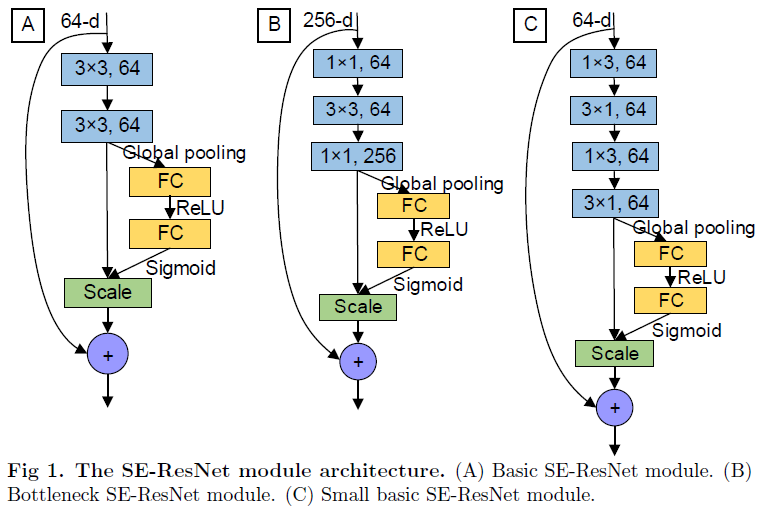 A
64-d
3×3, 64
3×3, 64
Global pooling
FC
ReLU
FC
Sigmoid
Scale
+
B
256-d
1×1, 64
3×3, 64
1×1, 256
Global pooling
FC
ReLU
FC
Sigmoid
Scale
+
C
64-d
1×3, 64
3×1, 64
1×3, 64
3×1, 64
Global pooling
FC
ReLU
FC
Sigmoid
Scale
+
Fig 1. The SE-ResNet module architecture. (A) Basic SE-ResNet module. (B)
Bottleneck SE-ResNet module. (C) Small basic SE-ResNet module.